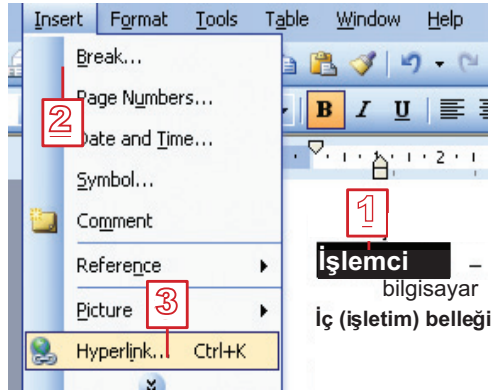 Insert Format Tools Table Window Help
Break...
Page Numbers...
2
Date and Time...
Symbol...
Comment
Reference
Picture
3
Hyperlink... Ctrl+K
B I U
2
1
İşlemci –
bilgisayar
İç (işletim) belleği